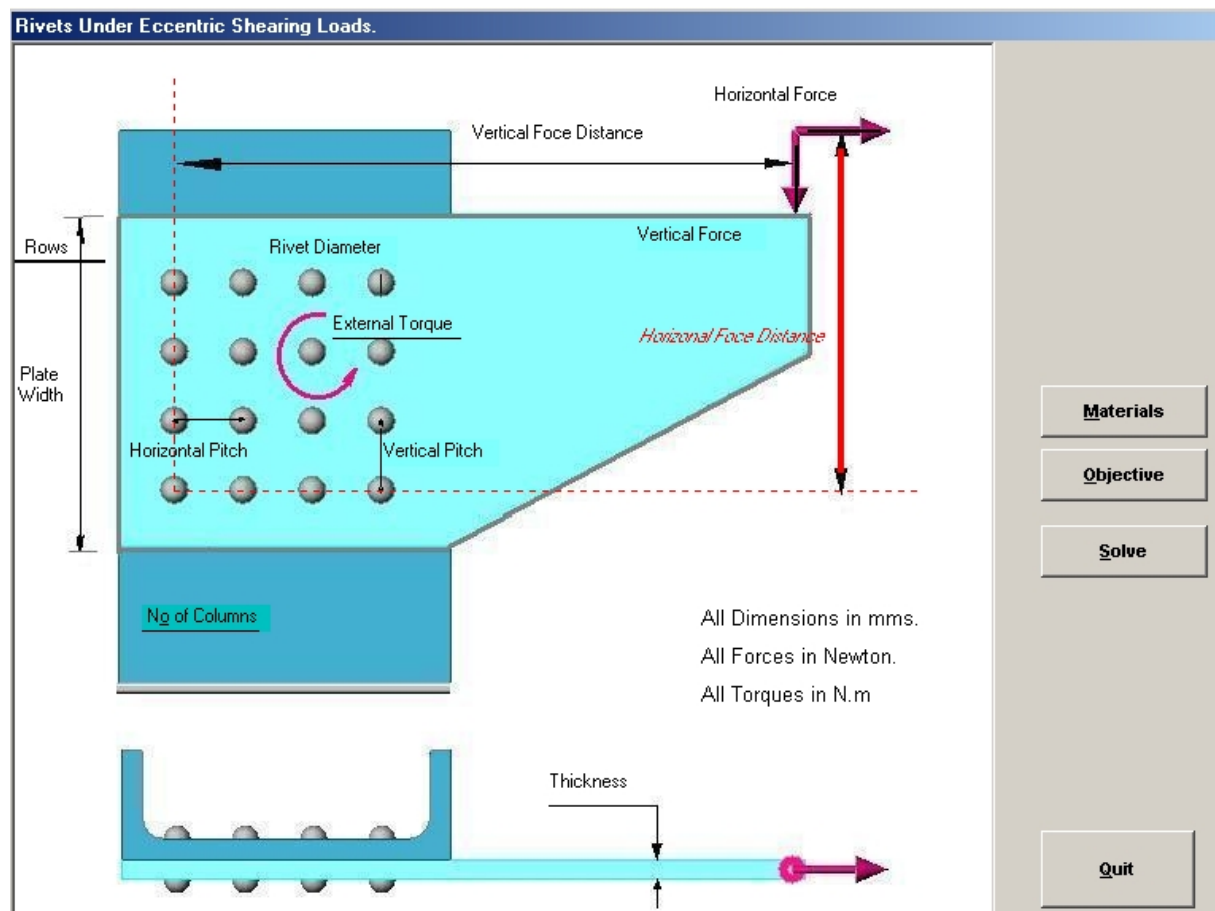 Rivets Under Eccentric Shearing Loads.
Horizontal Force
Vertical Foce Distance
Rows
Rivet Diameter
Vertical Force
External Torque
Horizonal Foce Distance
Plate
Width
Materials
Horizontal Pitch
Vertical Pitch
Objective
Solve
No of Columns
All Dimensions in mms.
All Forces in Newton.
All Torques in N.m
Thickness
Quit